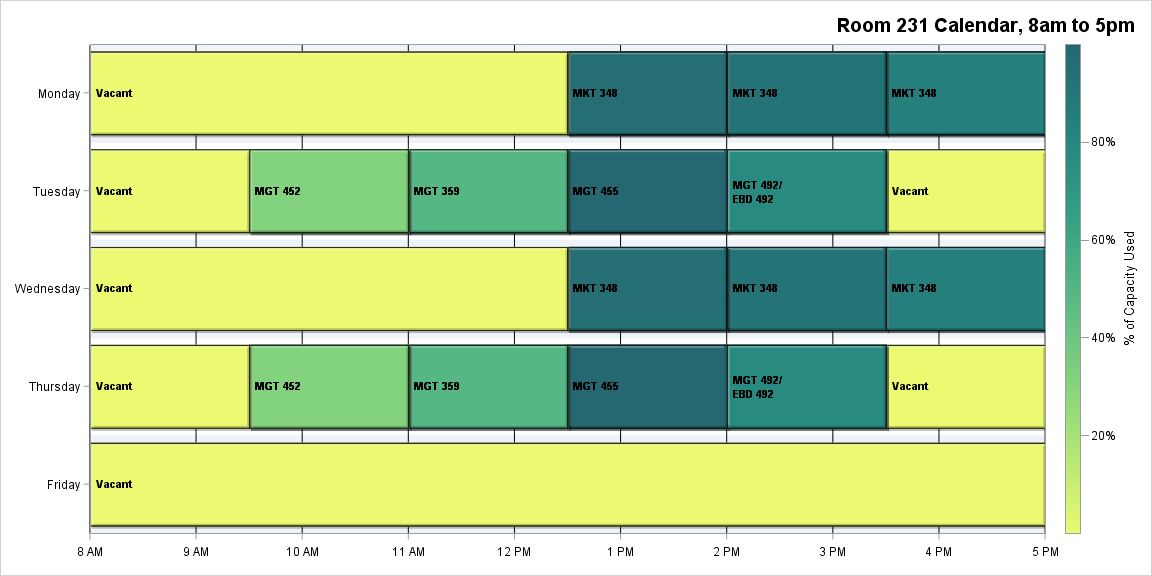 Room 231 Calendar, 8am to 5pm
Monday
Vacant
MKT 348
MKT 348
MKT 348
Tuesday
Vacant
MGT 452
MGT 359
MGT 455
MGT 492/
EBD 492
Vacant
Wednesday
Vacant
MKT 348
MKT 348
MKT 348
Thursday
Vacant
MGT 452
MGT 359
MGT 455
MGT 492/
EBD 492
Vacant
Friday
Vacant
8 AM
9 AM
10 AM
11 AM
12 PM
1 PM
2 PM
3 PM
4 PM
5 PM
80%
60%
40%
20%
% of Capacity Used